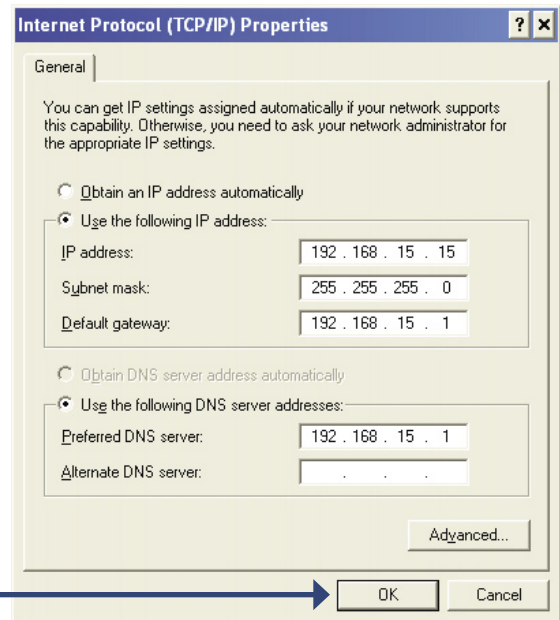 Internet Protocol (TCP/IP) Properties
General
You can get IP settings assigned automatically if your network supports
this capability. Otherwise, you need to ask your network administrator for
the appropriate IP settings.
Obtain an IP address automatically
Use the following IP address:
IP address: 192 . 168 . 15 . 15
Subnet mask: 255 . 255 . 255 . 0
Default gateway: 192 . 168 . 15 . 1
Obtain DNS server address automatically
Use the following DNS server addresses:
Preferred DNS server: 192 . 168 . 15 . 1
Alternate DNS server: . . .
Advanced...
OK Cancel